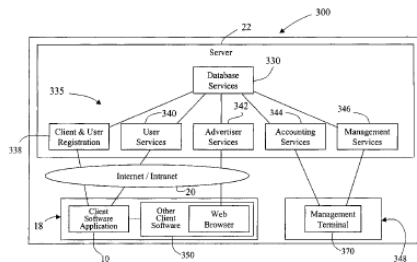 300
22
Server
330
Database
Services
335
340
342
344
346
Client & User
Registration
User
Services
Advertiser
Services
Accounting
Services
Management
Services
338
Internet / Intranet
20
18
Client
Software
Application
Other
Client
Software
Web
Browser
Management
Terminal
10
350
370
348